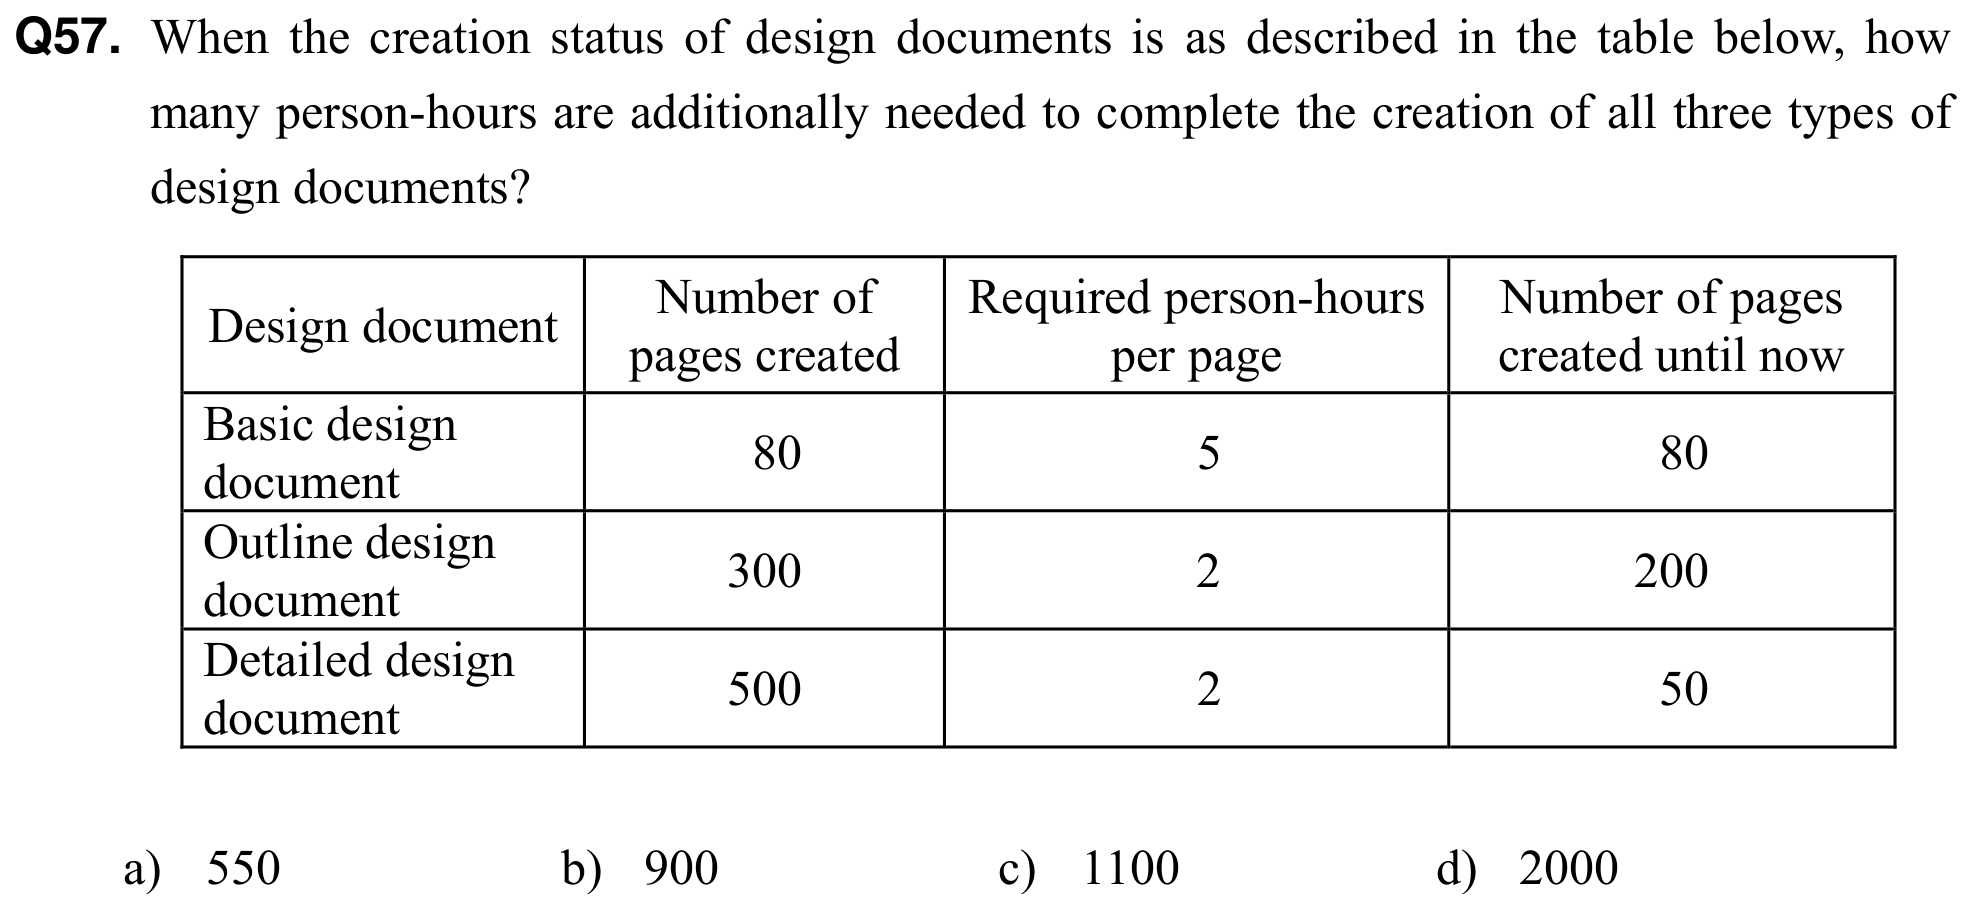 Q57. When the creation status of design documents is as described in the table below, how
many person-hours are additionally needed to complete the creation of all three types of
design documents?
Design document
Number of
pages created
Required person-hours
per page
Number of pages
created until now
Basic design
document
80
5
80
Outline design
document
300
2
200
Detailed design
document
500
2
50
a) 550 b) 900 c) 1100 d) 2000